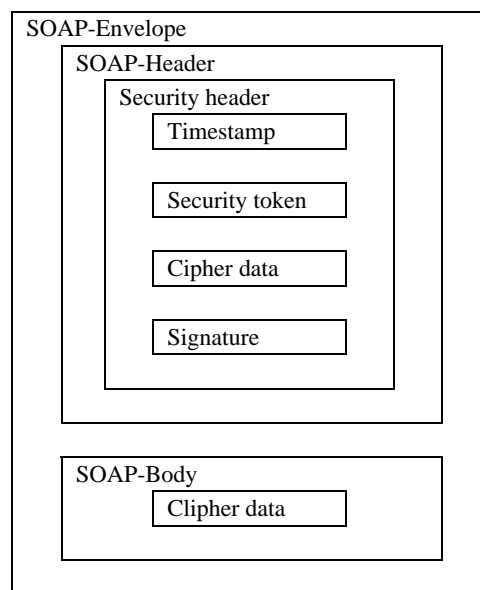 SOAP-Envelope
SOAP-Header
Security header
Timestamp
Security token
Cipher data
Signature
SOAP-Body
Clipher data